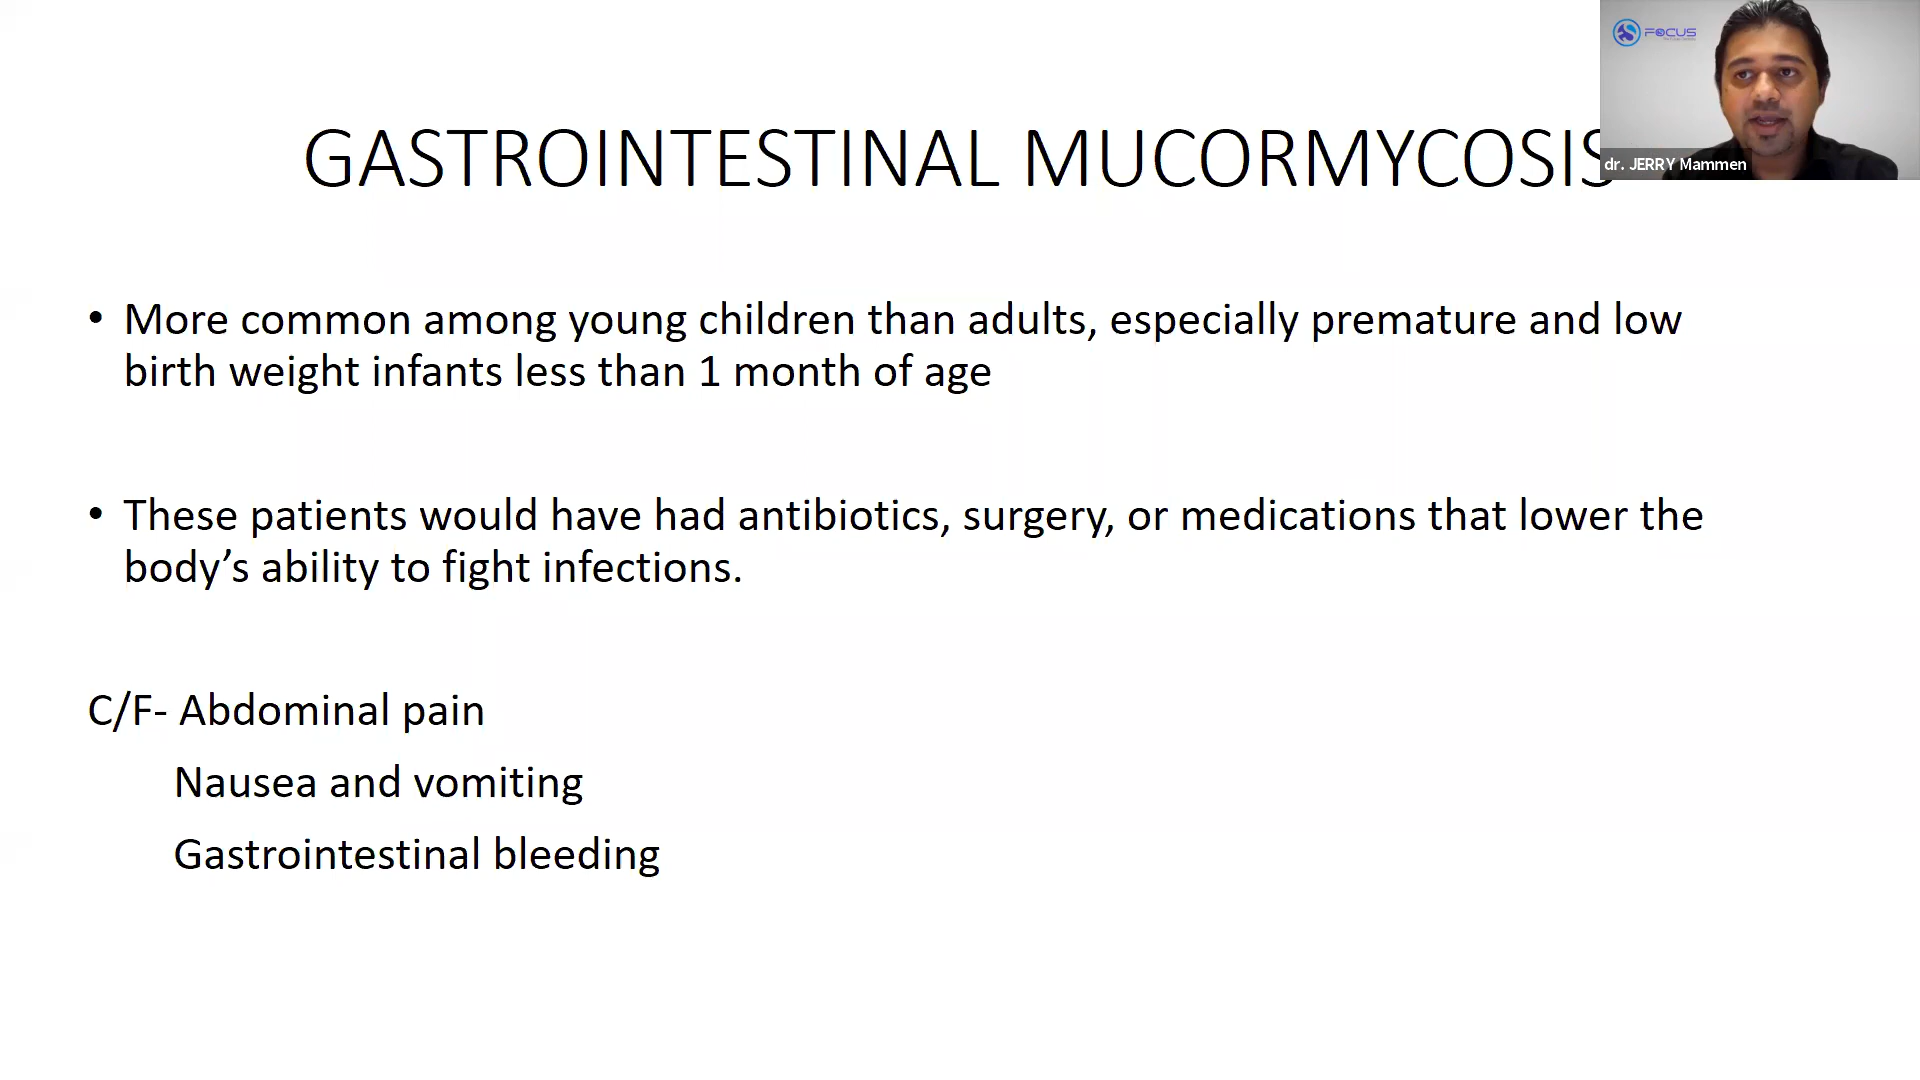 FOCUS
dr. JERRY Mammen
GASTROINTESTINAL MUCORMYCOSIS
• More common among young children than adults, especially premature and low
birth weight infants less than 1 month of age
• These patients would have had antibiotics, surgery, or medications that lower the
body’s ability to fight infections.
C/F- Abdominal pain
Nausea and vomiting
Gastrointestinal bleeding